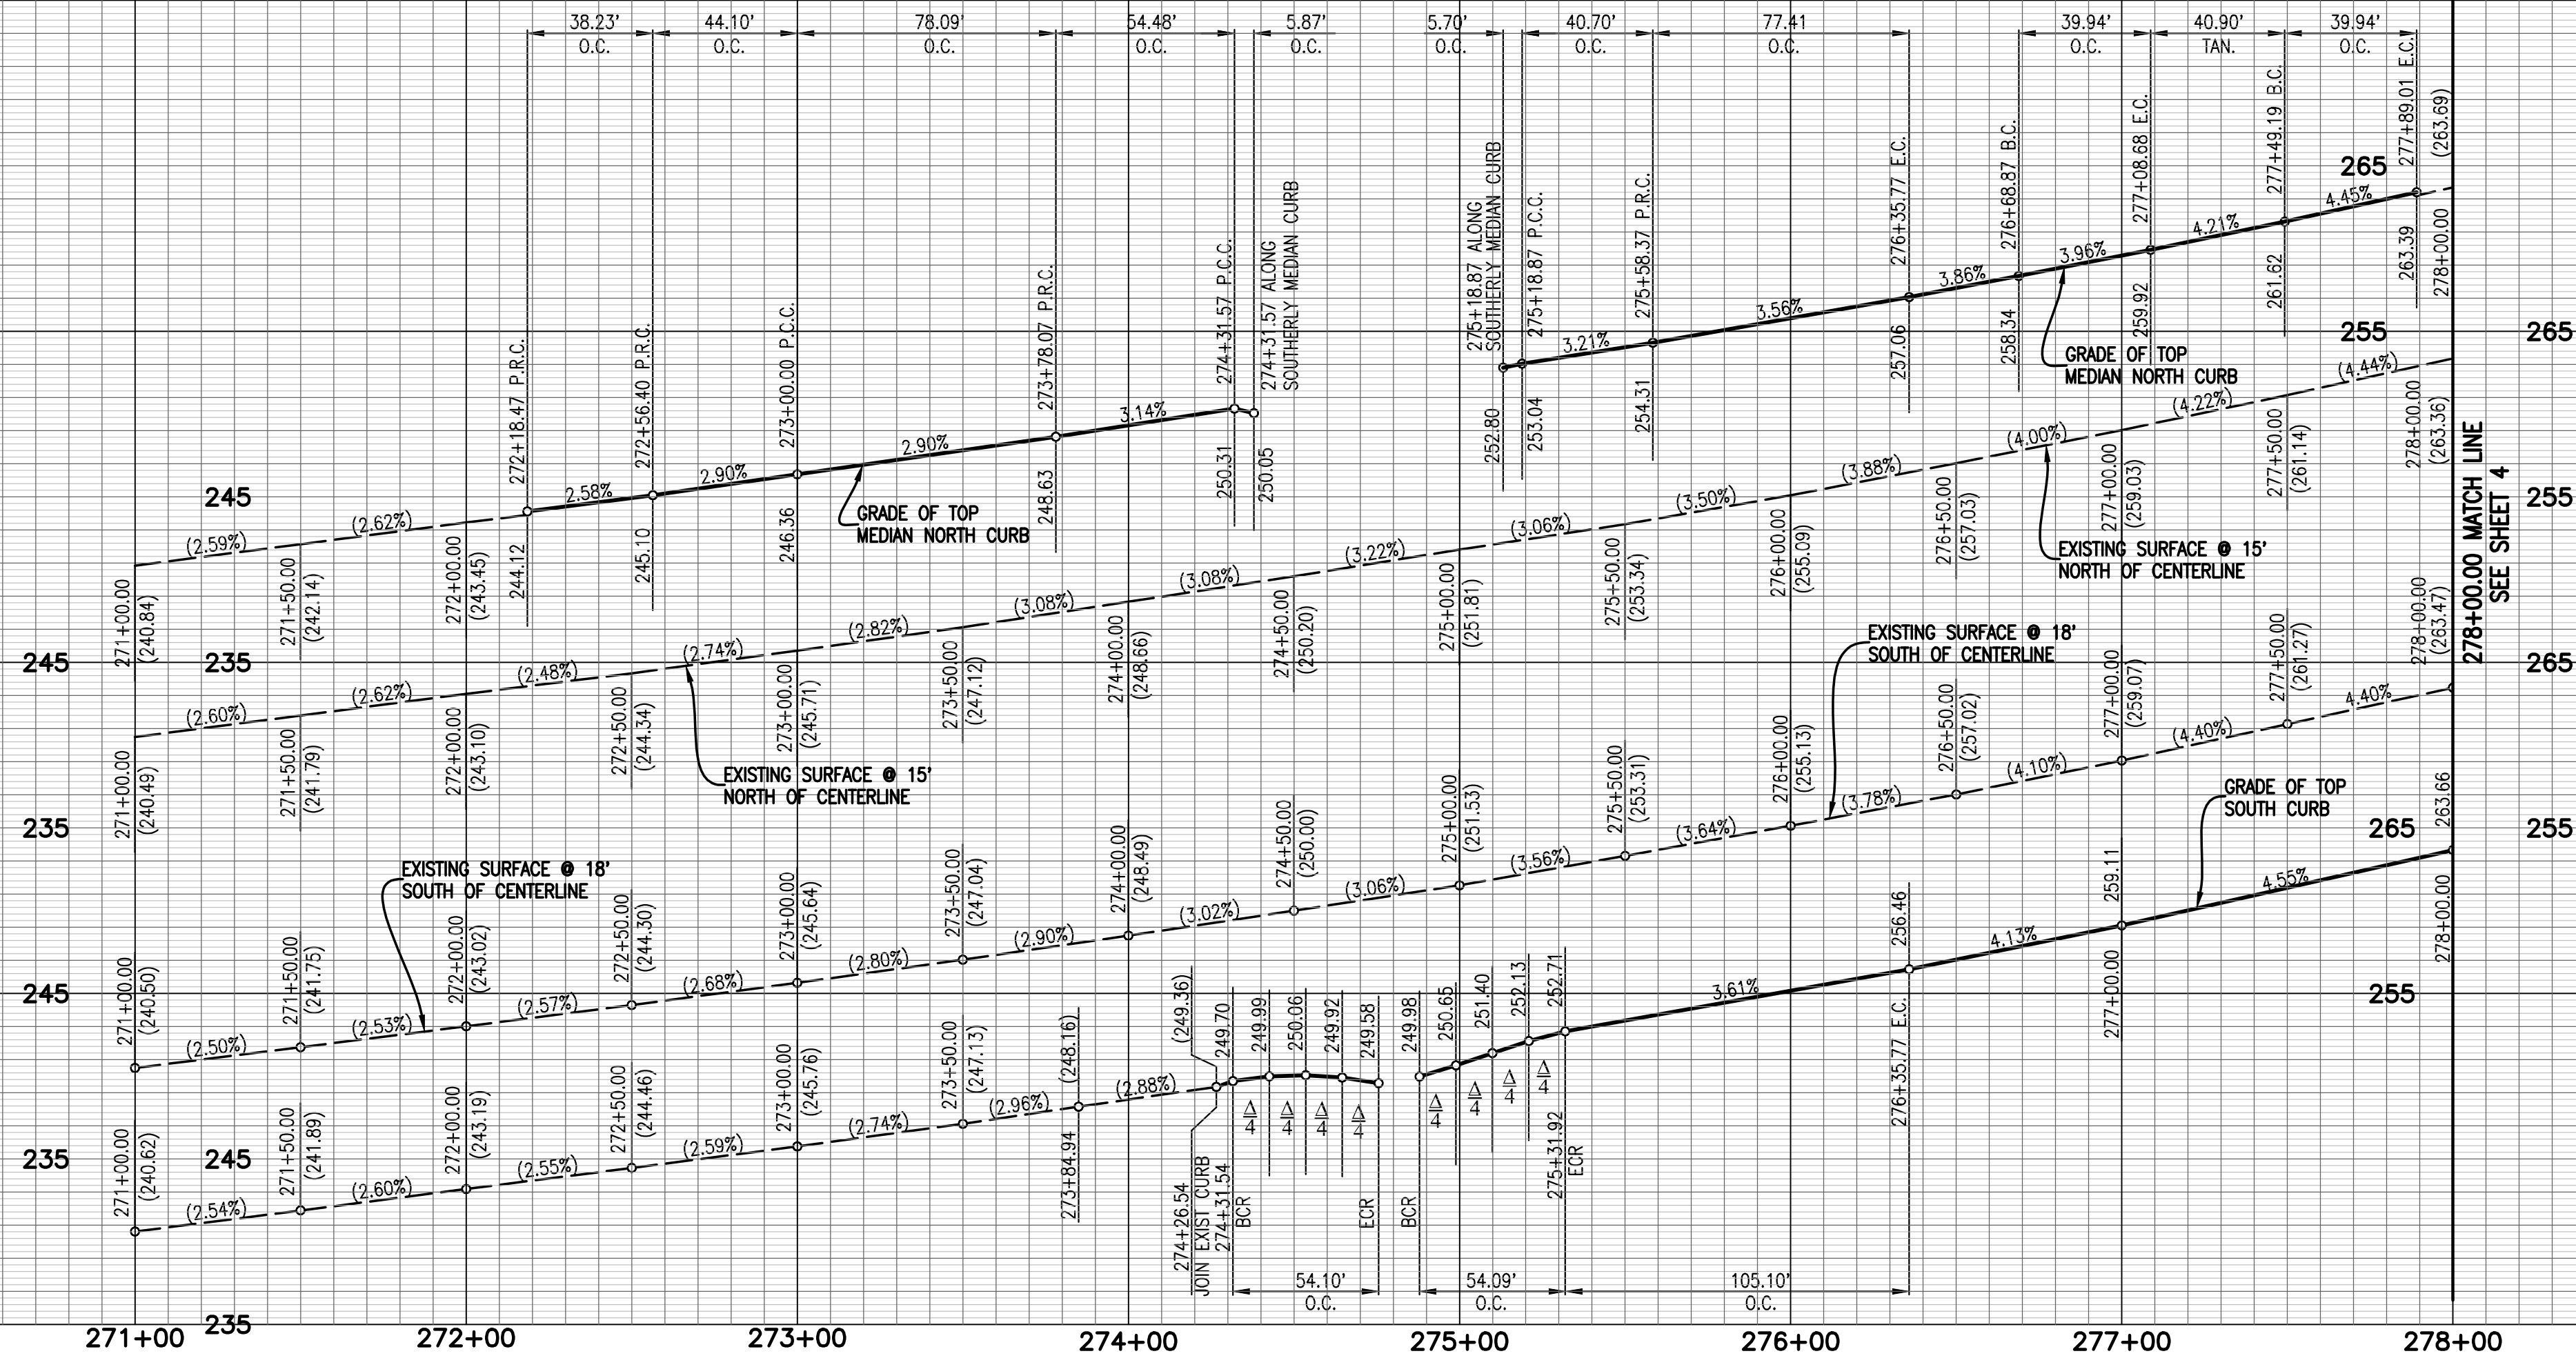 38.23' 44.10' 78.09' 54.48' 5.87' 5.70' 40.70' 77.41 39.94' 40.90' 39.94'
O.C. O.C. O.C. O.C. O.C. O.C. O.C. O.C. O.C. TAN. O.C.
272+18.47 P.R.C.
244.12
272+56.40 P.R.C.
245.10
273+00.00 P.C.C.
246.36
273+78.07 P.R.C.
248.63
274+31.57 P.C.C.
250.31
274+31.57 ALONG
SOUTHERLY MEDIAN CURB
250.05
275+18.87 ALONG
SOUTHERLY MEDIAN CURB
252.80
275+18.87 P.C.C.
253.04
275+58.37 P.R.C.
254.31
276+35.77 E.C.
257.06
276+68.87 B.C.
258.34
277+08.68 E.C.
259.92
277+49.19 B.C.
261.62
277+89.01 E.C.
263.39
(263.69)
278+00.00
(2.59%) (2.62%) 2.58% 2.90% 2.90% 3.14% 3.21% 3.56% 3.86% 3.96% 4.21% 4.45%
GRADE OF TOP
MEDIAN NORTH CURB
GRADE OF TOP
MEDIAN NORTH CURB
265
255 265
245 255
245 235 265
235 265 255
245 255
235 245
235
271+00.00
(240.84)
271+50.00
(242.14)
272+00.00
(243.45)
(2.60%) (2.62%) (2.48%) (2.74%) (2.82%) (3.08%) (3.08%) (3.22%) (3.06%) (3.50%) (3.88%) (4.00%) (4.22%) (4.44%)
271+00.00
(240.49)
271+50.00
(241.79)
272+00.00
(243.10)
272+50.00
(244.34)
273+00.00
(245.71)
273+50.00
(247.12)
274+00.00
(248.66)
274+50.00
(250.20)
275+00.00
(251.81)
275+50.00
(253.34)
276+00.00
(255.09)
276+50.00
(257.03)
277+00.00
(259.03)
277+50.00
(261.14)
278+00.00
(263.36)
EXISTING SURFACE @ 15'
NORTH OF CENTERLINE
EXISTING SURFACE @ 15'
NORTH OF CENTERLINE
278+00.00 MATCH LINE
SEE SHEET 4
EXISTING SURFACE @ 18'
SOUTH OF CENTERLINE
EXISTING SURFACE @ 18'
SOUTH OF CENTERLINE
(2.50%) (2.53%) (2.57%) (2.68%) (2.80%) (2.90%) (3.02%) (3.06%) (3.56%) (3.64%) (3.78%) (4.10%) (4.40%) 4.40%
271+00.00
(240.50)
271+50.00
(241.75)
272+00.00
(243.02)
272+50.00
(244.30)
273+00.00
(245.64)
273+50.00
(247.04)
274+00.00
(248.49)
274+50.00
(250.00)
275+00.00
(251.53)
275+50.00
(253.31)
276+00.00
(255.13)
276+50.00
(257.02)
277+00.00
(259.07)
277+50.00
(261.27)
278+00.00
(263.47)
GRADE OF TOP
SOUTH CURB
(2.54%) (2.60%) (2.55%) (2.59%) (2.74%) (2.96%) (2.88%) 3.61% 4.13% 4.55%
271+00.00
(240.62)
271+50.00
(241.89)
272+00.00
(243.19)
272+50.00
(244.46)
273+00.00
(245.76)
273+50.00
(247.13)
(248.16)
273+84.94
(249.36)
274+26.54
JOIN EXIST CURB
249.70
274+31.54
BCR
249.99
250.06
249.92
249.58
ECR
Δ/4 Δ/4 Δ/4 Δ/4
249.98
BCR
250.65
251.40
252.13
252.71
275+31.92
ECR
Δ/4 Δ/4 Δ/4 Δ/4
256.46
276+35.77 E.C.
259.11
277+00.00
263.66
278+00.00
54.10' 54.09' 105.10'
O.C. O.C. O.C.
271+00 272+00 273+00 274+00 275+00 276+00 277+00 278+00